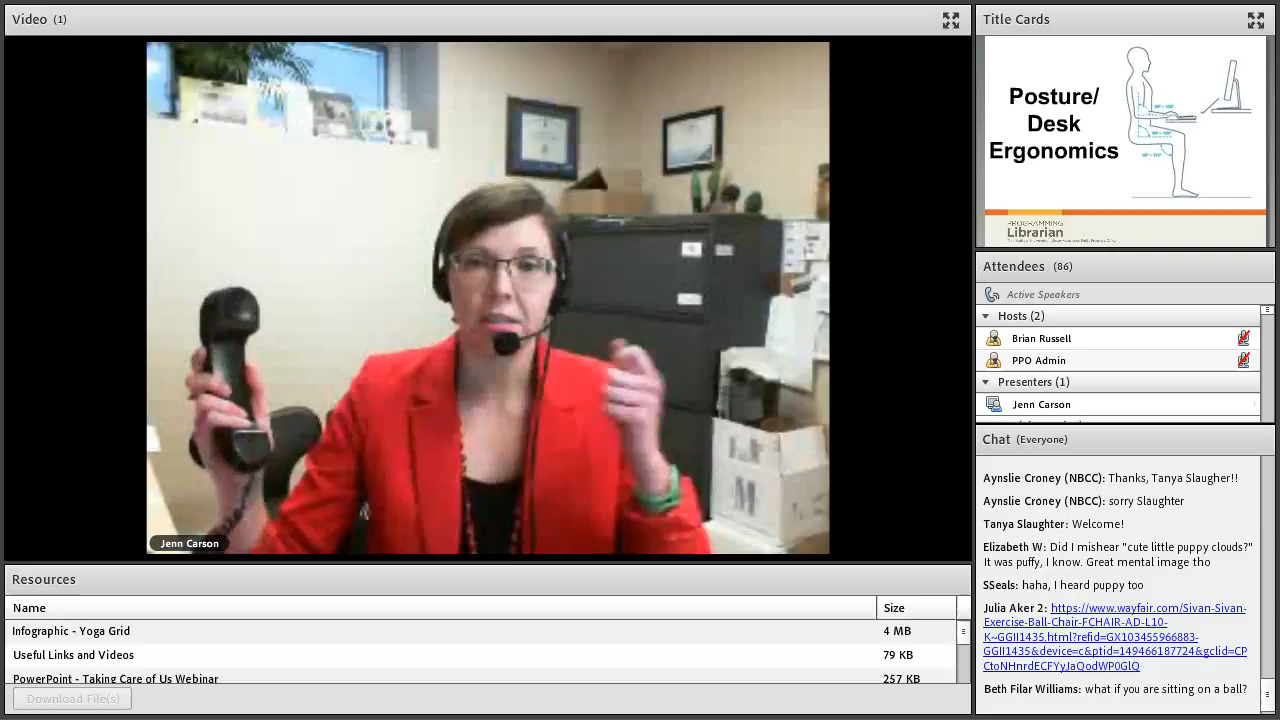 Video (1)
Jenn Carson
Resources
Name Size
Infographic - Yoga Grid 4 MB
Useful Links and Videos 79 KB
PowerPoint - Taking Care of Us Webinar 257 KB
Download File(s)
Title Cards
Posture/
Desk
Ergonomics
PROGRAMMING
Librarian
Attendees (86)
Active Speakers
Hosts (2)
Brian Russell
PPO Admin
Presenters (1)
Jenn Carson
Chat (Everyone)
Aynslie Croney (NBCC): Thanks, Tanya Slaugher!!
Aynslie Croney (NBCC): sorry Slaughter
Tanya Slaughter: Welcome!
Elizabeth W: Did I mishear "cute little puppy clouds?"
It was puffy, I know. Great mental image tho
SSeals: haha, I heard puppy too
Julia Aker 2: https://www.wayfair.com/Sivan-Sivan-
Exercise-Ball-Chair-FCHAIR-AD-L10-
K~GGII1435.html?refid=GX103455966883-
GGII1435&device=c&ptid=149466187724&gclid=CP
CtoNHnrdECFYyJaQodWP0GlQ
Beth Filar Williams: what if you are sitting on a ball?